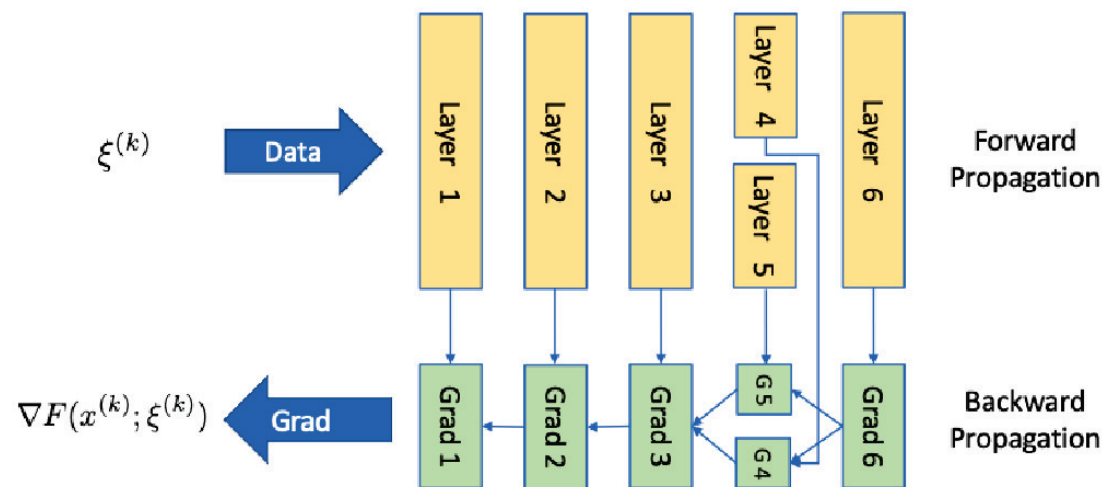 ξ^{(k)}
Data
Layer 1
Layer 2
Layer 3
Layer 4
Layer 5
Layer 6
Forward
Propagation
∇F(x^{(k)}; ξ^{(k)})
Grad
Grad 1
Grad 2
Grad 3
G 5
G 4
Grad 6
Backward
Propagation